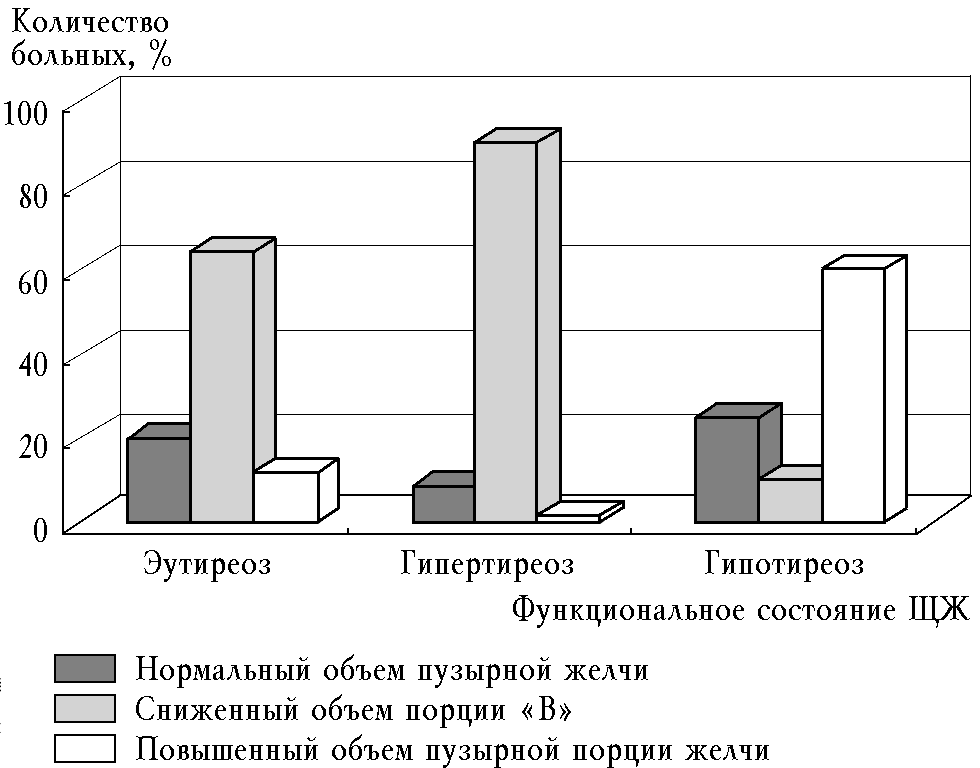 Количество
больных, %
100
80
60
40
20
0
Эутиреоз Гипертиреоз Гипотиреоз
Функциональное состояние ЩЖ
Нормальный объем пузырной желчи
Сниженный объем порции «В»
Повышенный объем пузырной порции желчи